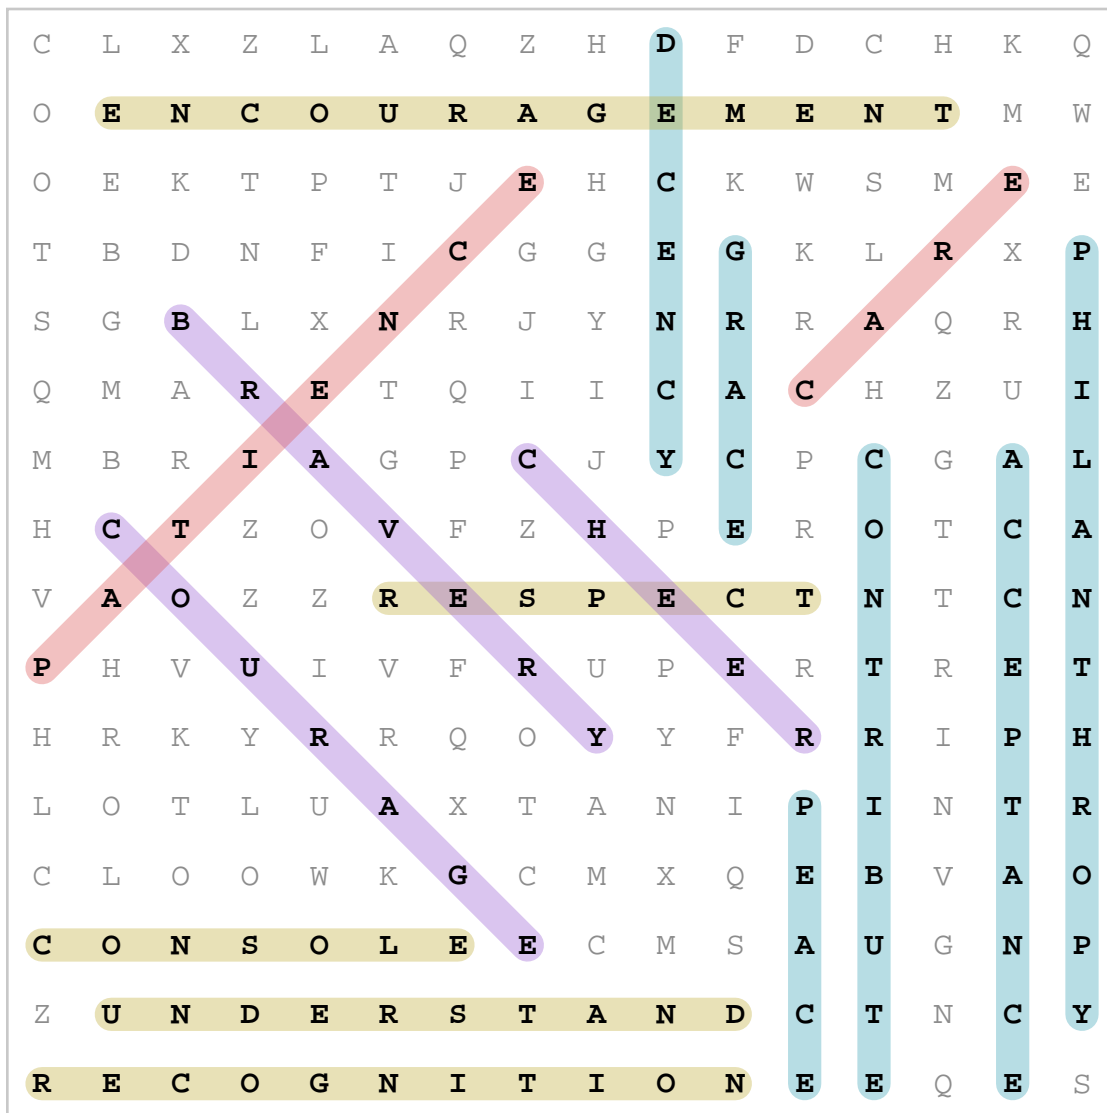 C L X Z L A Q Z H D F D C H K Q
O E N C O U R A G E M E N T M W
O E K T P T J E H C K W S M E E
T B D N F I C G G E G K L R X P
S G B L X N R J Y N R R A Q R H
Q M A R E T Q I I C A C H Z U I
M B R I A G P C J Y C P C G A L
H C T Z O V F Z H P E R O T C A
V A O Z Z R E S P E C T N T C N
P H V U I V F R U P E R T R E T
H R K Y R R Q O Y Y F R R I P H
L O T L U A X T A N I P I N T R
C L O O W K G C M X Q E B V A O
C O N S O L E E C M S A U G N P
Z U N D E R S T A N D C T N C Y
R E C O G N I T I O N E E Q E S